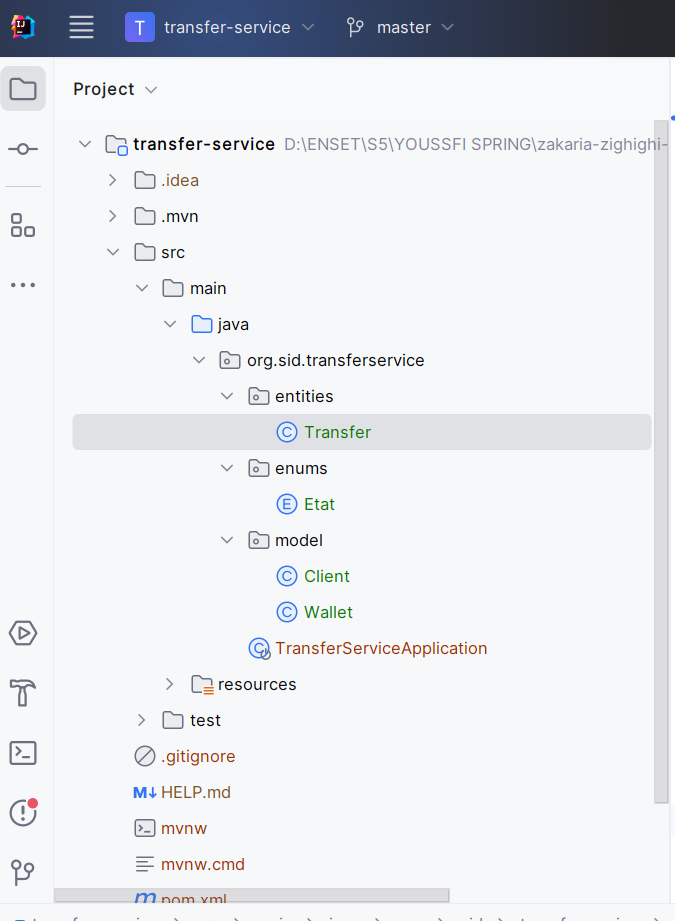 T transfer-service master
Project
transfer-service D:\ENSET\S5\YOUSSFI SPRING\zakaria-zighighi-
.idea
.mvn
src
main
java
org.sid.transferservice
entities
C Transfer
enums
E Etat
model
C Client
C Wallet
C TransferServiceApplication
resources
test
.gitignore
M↓ HELP.md
mvnw
mvnw.cmd
m pom.xml